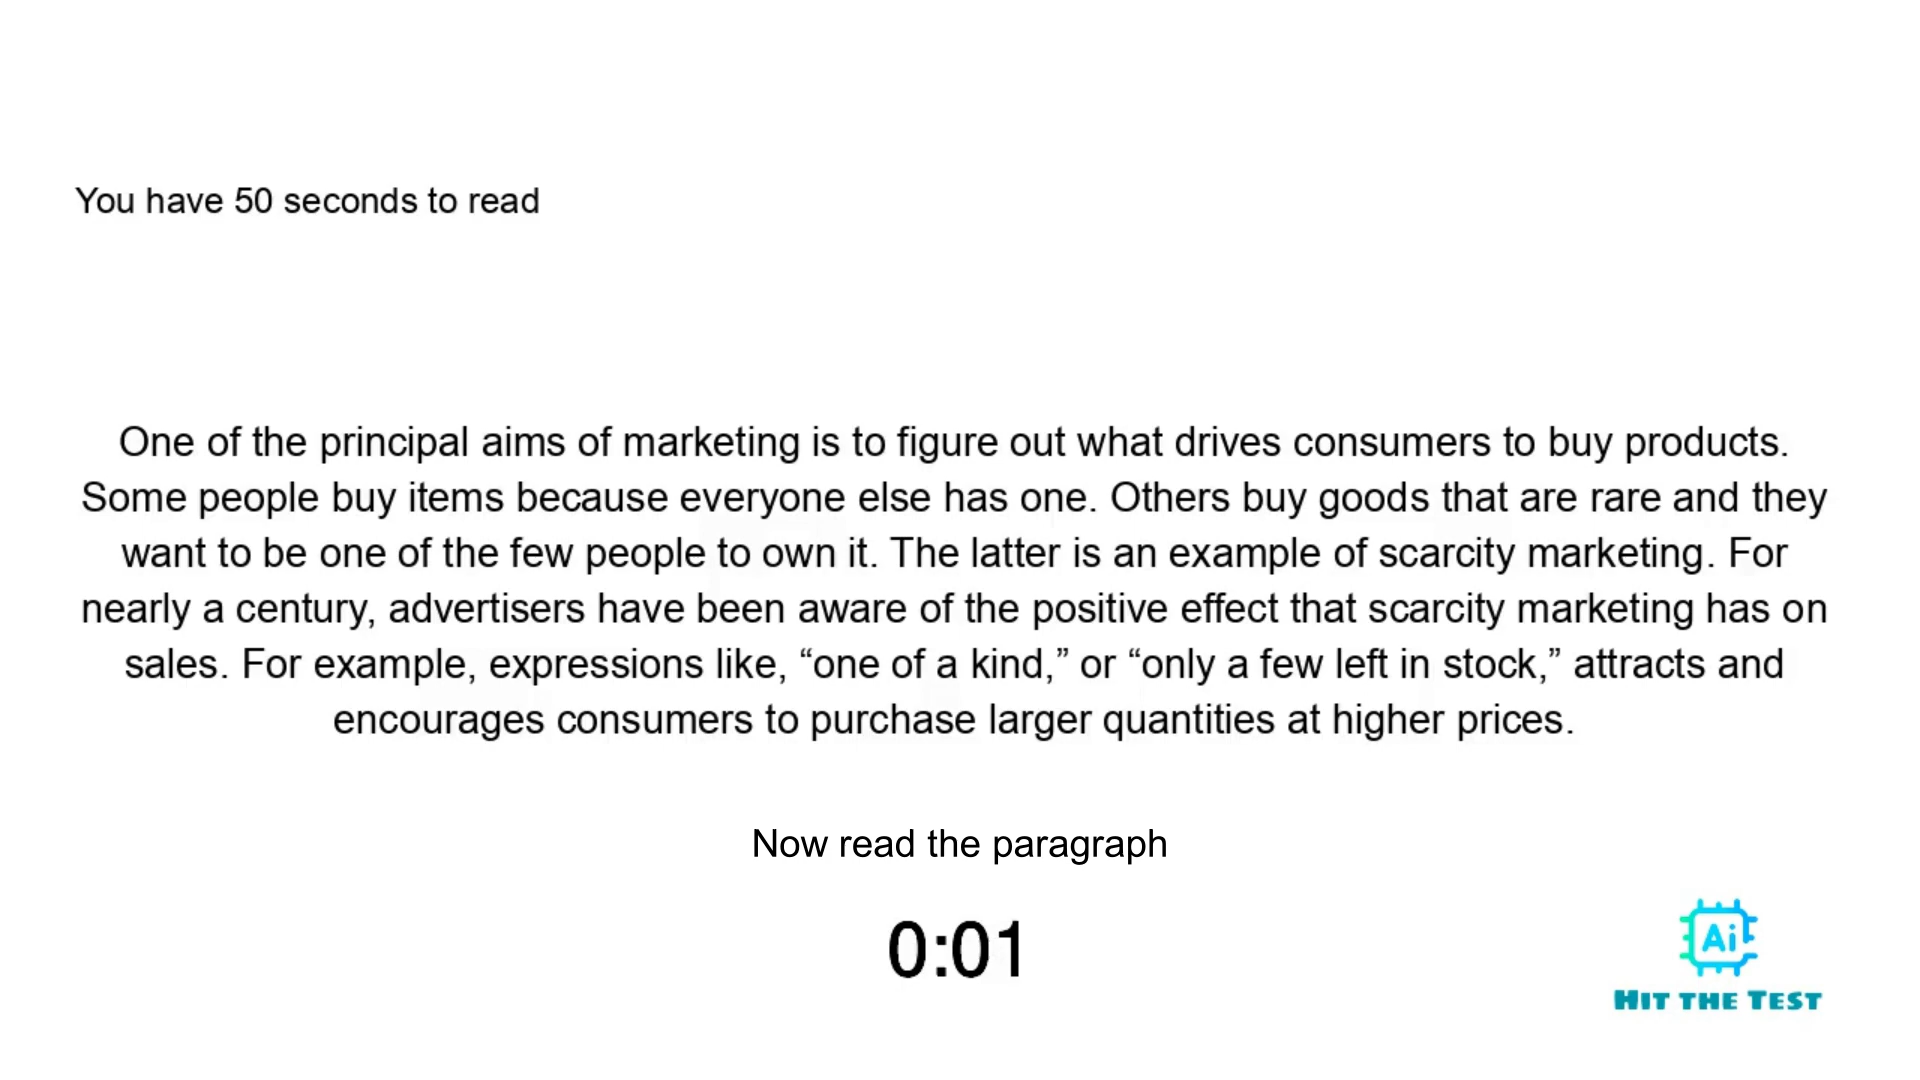 You have 50 seconds to read
One of the principal aims of marketing is to figure out what drives consumers to buy products.
Some people buy items because everyone else has one. Others buy goods that are rare and they
want to be one of the few people to own it. The latter is an example of scarcity marketing. For
nearly a century, advertisers have been aware of the positive effect that scarcity marketing has on
sales. For example, expressions like, “one of a kind,” or “only a few left in stock,” attracts and
encourages consumers to purchase larger quantities at higher prices.
Now read the paragraph
0:01
Ai
HIT THE TEST